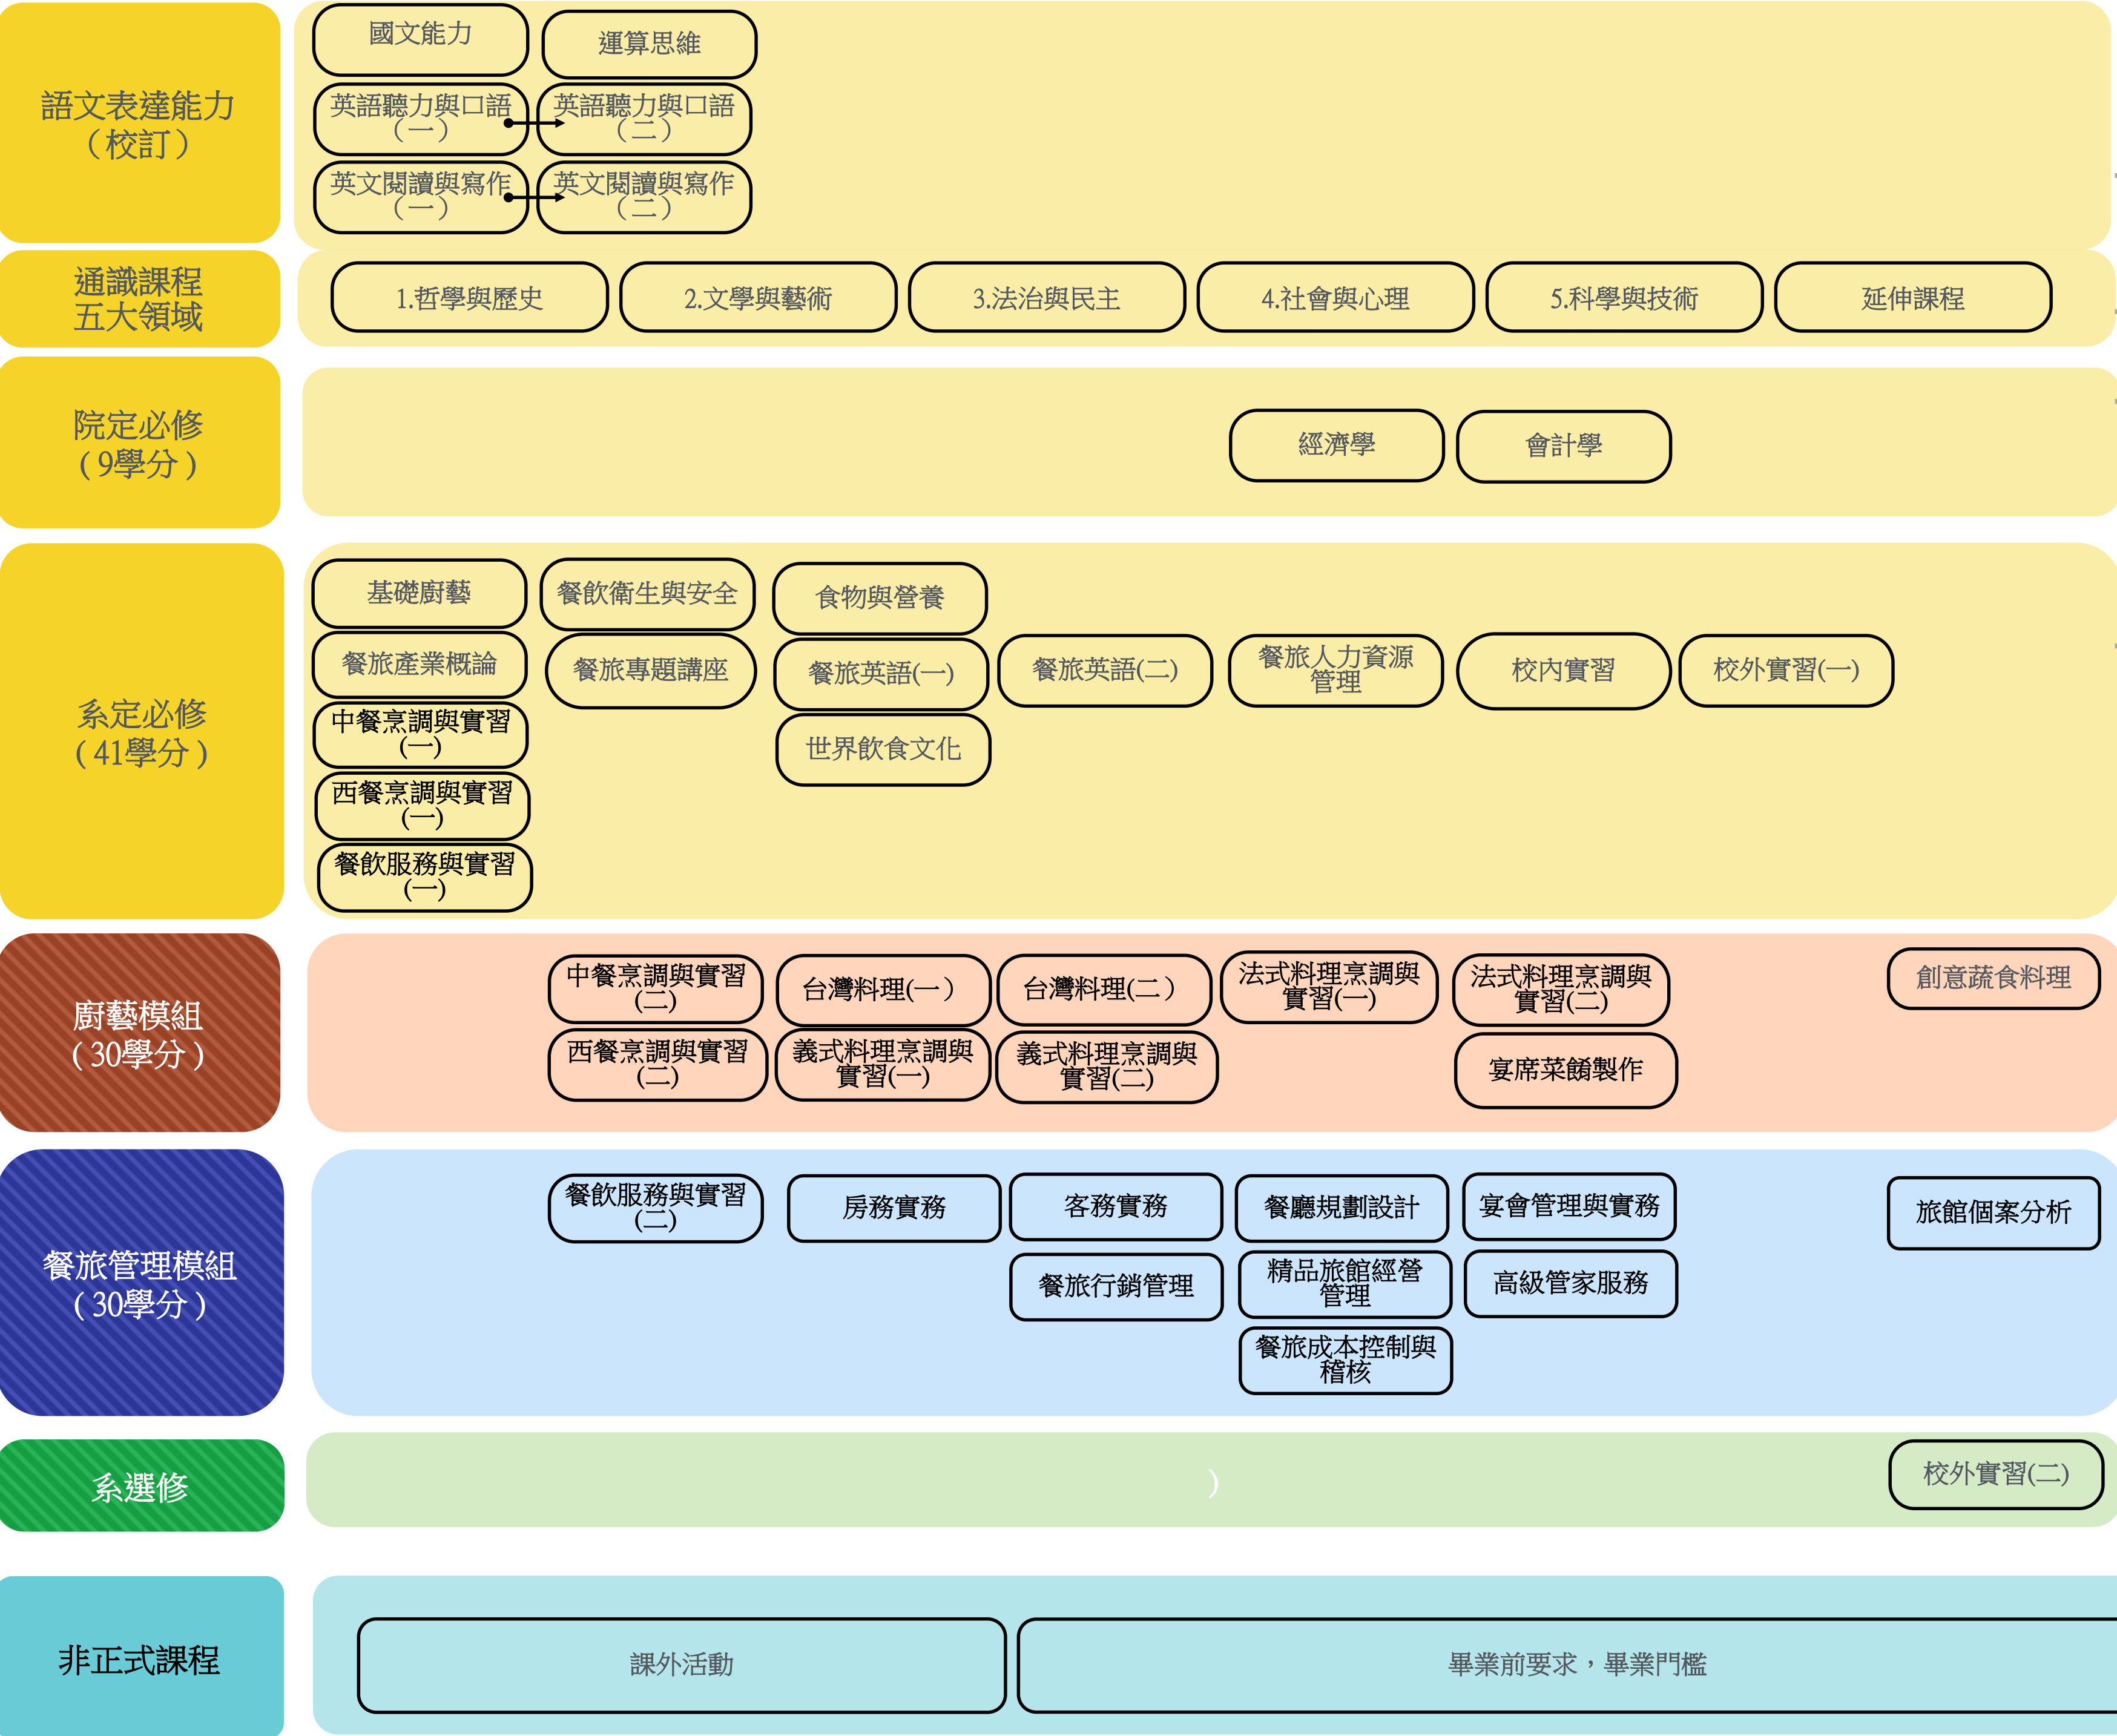 語文表達能力
（校訂）
國文能力
運算思維
英語聽力與口語
（一）
英語聽力與口語
（二）
英文閱讀與寫作
（一）
英文閱讀與寫作
（二）
通識課程
五大領域
1.哲學與歷史
2.文學與藝術
3.法治與民主
4.社會與心理
5.科學與技術
延伸課程
院定必修
（9學分）
經濟學
會計學
系定必修
（41學分）
基礎廚藝
餐飲衛生與安全
食物與營養
餐旅產業概論
餐旅專題講座
餐旅英語(一)
餐旅英語(二)
餐旅人力資源
管理
校內實習
校外實習(一)
中餐烹調與實習
(一)
世界飲食文化
西餐烹調與實習
(一)
餐飲服務與實習
(一)
廚藝模組
（30學分）
中餐烹調與實習
(二)
台灣料理(一）
台灣料理(二）
法式料理烹調與
實習(一)
法式料理烹調與
實習(二)
創意蔬食料理
西餐烹調與實習
(二)
義式料理烹調與
實習(一)
義式料理烹調與
實習(二)
宴席菜餚製作
餐旅管理模組
（30學分）
餐飲服務與實習
(二)
房務實務
客務實務
餐廳規劃設計
宴會管理與實務
旅館個案分析
餐旅行銷管理
精品旅館經營
管理
高級管家服務
餐旅成本控制與
稽核
系選修
）
校外實習(二)
非正式課程
課外活動
畢業前要求，畢業門檻